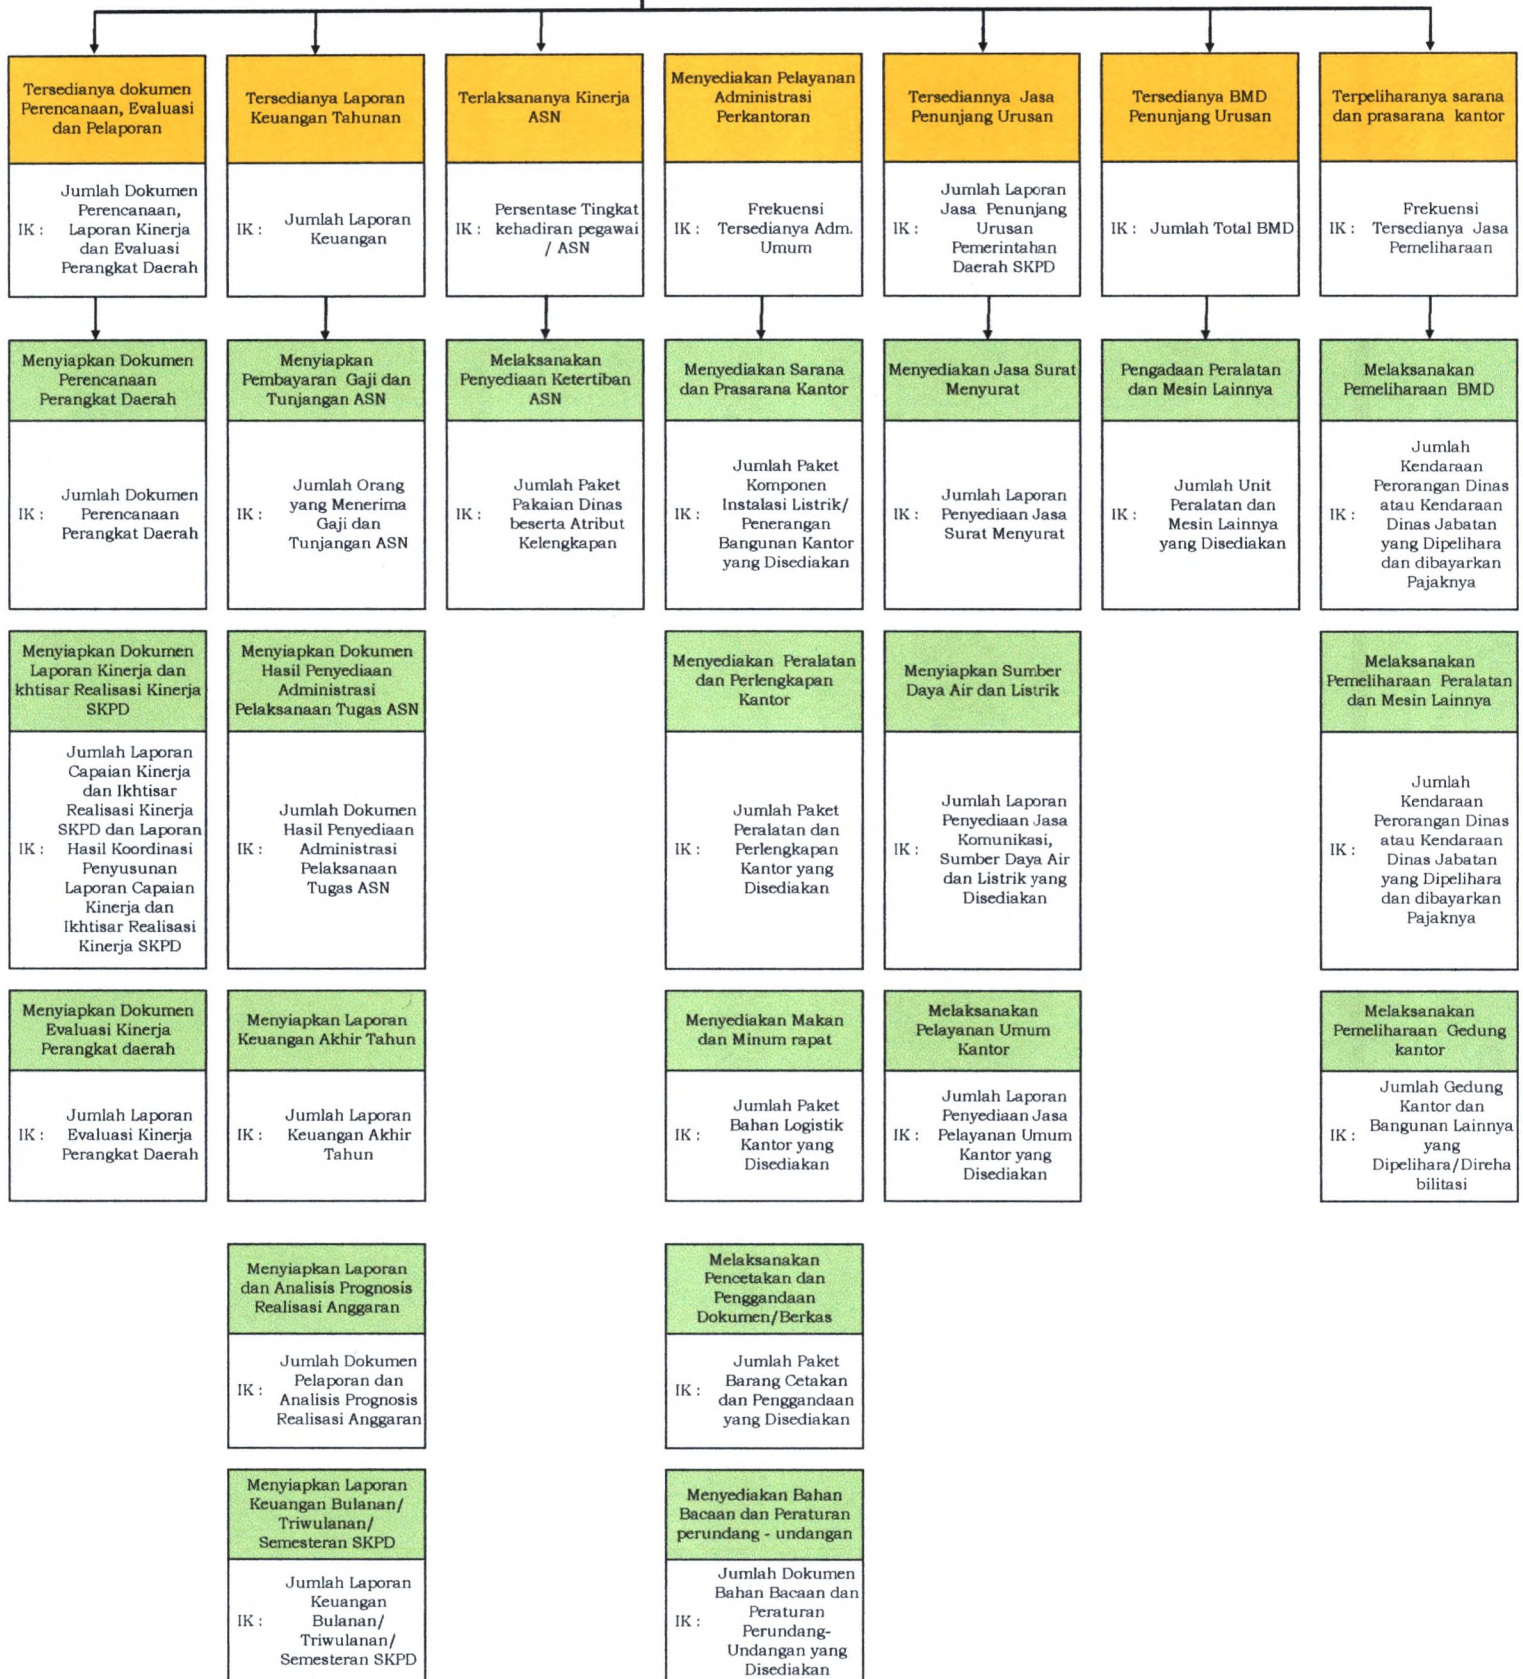 Tersedianya dokumen
Perencanaan, Evaluasi
dan Pelaporan
IK :
Jumlah Dokumen
Perencanaan,
Laporan Kinerja
dan Evaluasi
Perangkat Daerah
Tersedianya Laporan
Keuangan Tahunan
IK :
Jumlah Laporan
Keuangan
Terlaksananya Kinerja
ASN
IK :
Persentase Tingkat
kehadiran pegawai
/ ASN
Menyediakan Pelayanan
Administrasi
Perkantoran
IK :
Frekuensi
Tersedianya Adm.
Umum
Tersediannya Jasa
Penunjang Urusan
IK :
Jumlah Laporan
Jasa Penunjang
Urusan
Pemerintahan
Daerah SKPD
Tersedianya BMD
Penunjang Urusan
IK : Jumlah Total BMD
Terpeliharanya sarana
dan prasarana kantor
IK :
Frekuensi
Tersedianya Jasa
Pemeliharaan
Menyiapkan Dokumen
Perencanaan
Perangkat Daerah
IK :
Jumlah Dokumen
Perencanaan
Perangkat Daerah
Menyiapkan
Pembayaran Gaji dan
Tunjangan ASN
IK :
Jumlah Orang
yang Menerima
Gaji dan
Tunjangan ASN
Melaksanakan
Penyediaan Ketertiban
ASN
IK :
Jumlah Paket
Pakaian Dinas
beserta Atribut
Kelengkapan
Menyediakan Sarana
dan Prasarana Kantor
IK :
Jumlah Paket
Komponen
Instalasi Listrik/
Penerangan
Bangunan Kantor
yang Disediakan
Menyediakan Jasa Surat
Menyurat
IK :
Jumlah Laporan
Penyediaan Jasa
Surat Menyurat
Pengadaan Peralatan
dan Mesin Lainnya
IK :
Jumlah Unit
Peralatan dan
Mesin Lainnya
yang Disediakan
Melaksanakan
Pemeliharaan BMD
IK :
Jumlah
Kendaraan
Perorangan Dinas
atau Kendaraan
Dinas Jabatan
yang Dipelihara
dan dibayarkan
Pajaknya
Menyiapkan Dokumen
Laporan Kinerja dan
khtisar Realisasi Kinerja
SKPD
IK :
Jumlah Laporan
Capaian Kinerja
dan Ikhtisar
Realisasi Kinerja
SKPD dan Laporan
Hasil Koordinasi
Penyusunan
Laporan Capaian
Kinerja dan
Ikhtisar Realisasi
Kinerja SKPD
Menyiapkan Dokumen
Hasil Penyediaan
Administrasi
Pelaksanaan Tugas ASN
IK :
Jumlah Dokumen
Hasil Penyediaan
Administrasi
Pelaksanaan
Tugas ASN
Menyediakan Peralatan
dan Perlengkapan
Kantor
IK :
Jumlah Paket
Peralatan dan
Perlengkapan
Kantor yang
Disediakan
Menyiapkan Sumber
Daya Air dan Listrik
IK :
Jumlah Laporan
Penyediaan Jasa
Komunikasi,
Sumber Daya Air
dan Listrik yang
Disediakan
Melaksanakan
Pemeliharaan Peralatan
dan Mesin Lainnya
IK :
Jumlah
Kendaraan
Perorangan Dinas
atau Kendaraan
Dinas Jabatan
yang Dipelihara
dan dibayarkan
Pajaknya
Menyiapkan Dokumen
Evaluasi Kinerja
Perangkat daerah
IK :
Jumlah Laporan
Evaluasi Kinerja
Perangkat Daerah
Menyiapkan Laporan
Keuangan Akhir Tahun
IK :
Jumlah Laporan
Keuangan Akhir
Tahun
Menyediakan Makan
dan Minum rapat
IK :
Jumlah Paket
Bahan Logistik
Kantor yang
Disediakan
Melaksanakan
Pelayanan Umum
Kantor
IK :
Jumlah Laporan
Penyediaan Jasa
Pelayanan Umum
Kantor yang
Disediakan
Melaksanakan
Pemeliharaan Gedung
kantor
IK :
Jumlah Gedung
Kantor dan
Bangunan Lainnya
yang
Dipelihara/Direha
bilitasi
Menyiapkan Laporan
dan Analisis Prognosis
Realisasi Anggaran
IK :
Jumlah Dokumen
Pelaporan dan
Analisis Prognosis
Realisasi Anggaran
Melaksanakan
Pencetakan dan
Penggandaan
Dokumen/Berkas
IK :
Jumlah Paket
Barang Cetakan
dan Penggandaan
yang Disediakan
Menyiapkan Laporan
Keuangan Bulanan/
Triwulanan/
Semesteran SKPD
IK :
Jumlah Laporan
Keuangan
Bulanan/
Triwulanan/
Semesteran SKPD
Menyediakan Bahan
Bacaan dan Peraturan
perundang - undangan
IK :
Jumlah Dokumen
Bahan Bacaan dan
Peraturan
Perundang-
Undangan yang
Disediakan